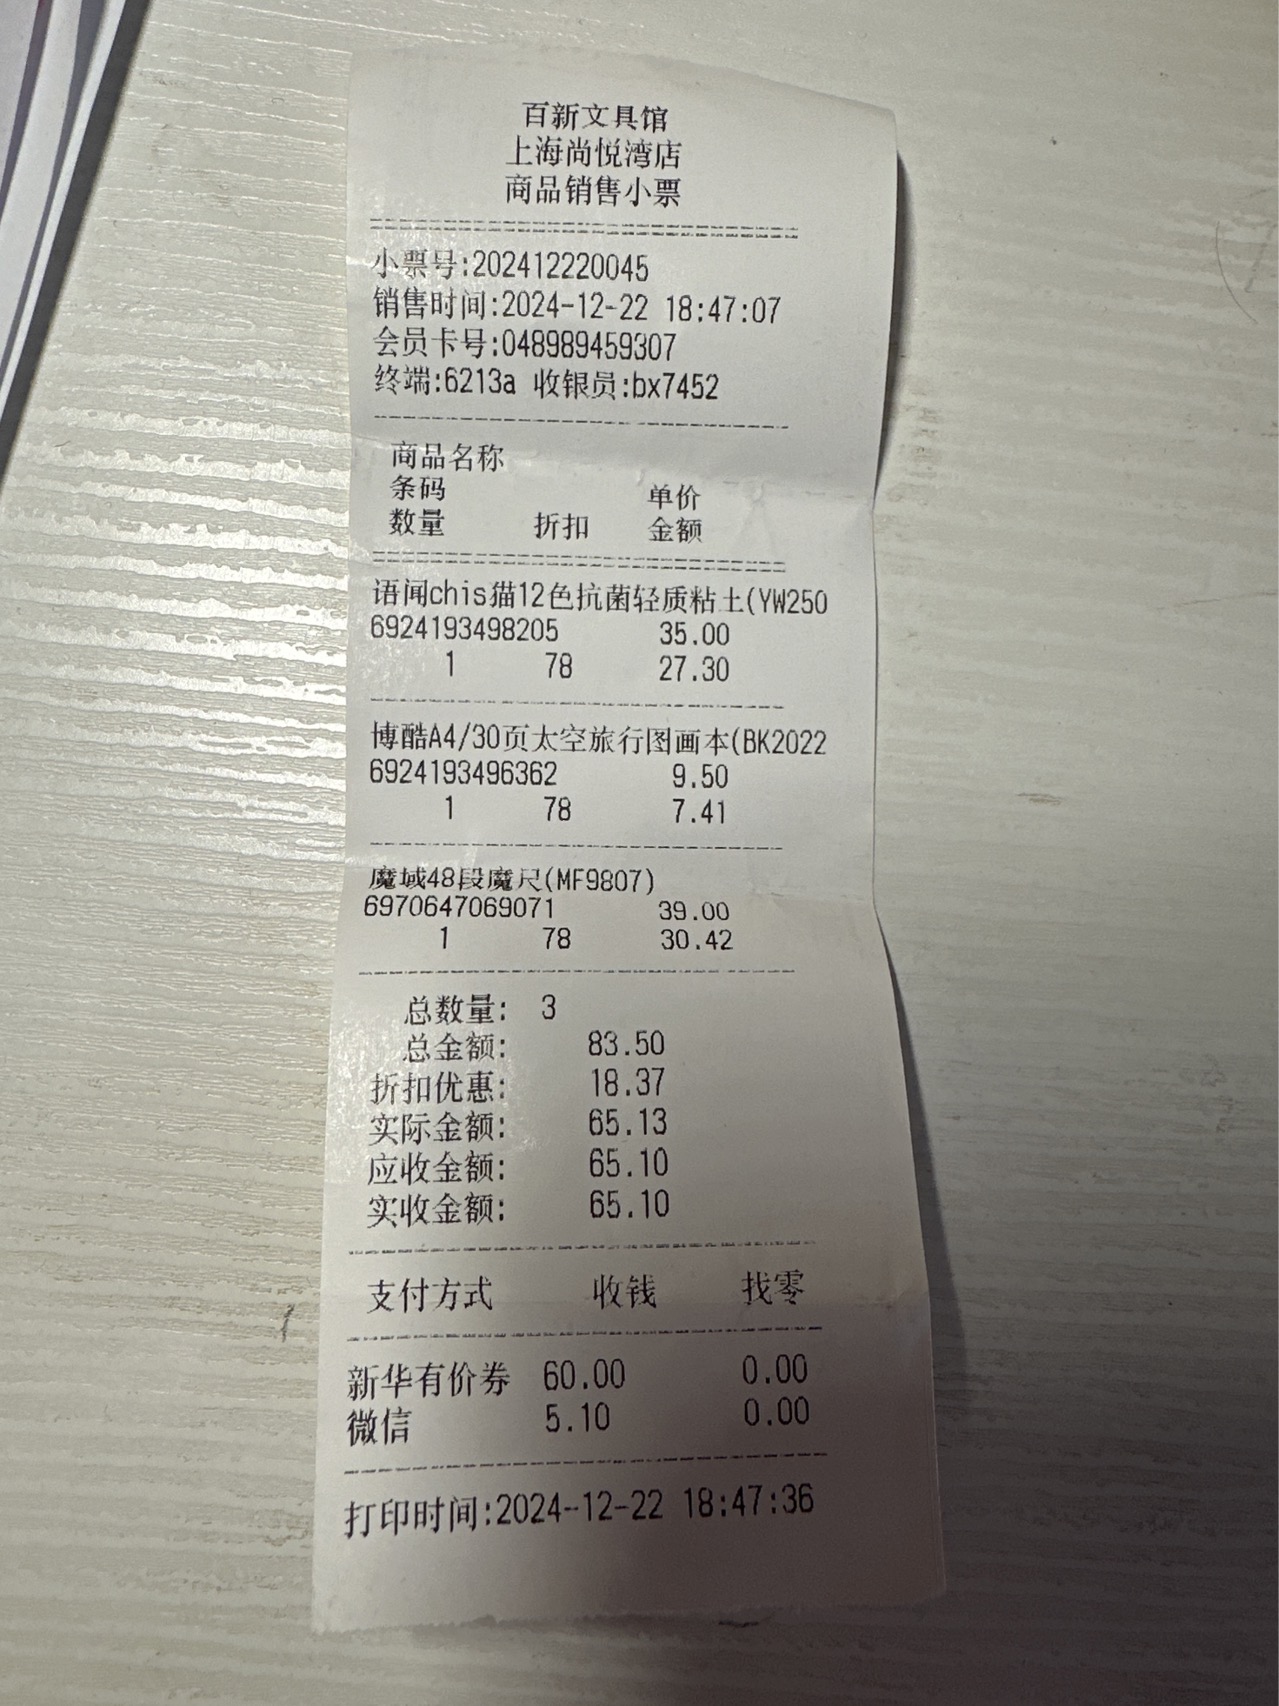 百新文具馆
上海尚悦湾店
商品销售小票
小票号:202412220045
销售时间:2024-12-22 18:47:07
会员卡号:048989459307
终端:6213a 收银员:bx7452
商品名称
条码 单价
数量 折扣 金额
语闻chis猫12色抗菌轻质粘土(YW250
6924193498205 35.00
1 78 27.30
博酷A4/30页太空旅行图画本(BK2022
6924193496362 9.50
1 78 7.41
魔域48段魔尺(MF9807)
6970647069071 39.00
1 78 30.42
总数量: 3
总金额: 83.50
折扣优惠: 18.37
实际金额: 65.13
应收金额: 65.10
实收金额: 65.10
支付方式 收钱 找零
新华有价券 60.00 0.00
微信 5.10 0.00
打印时间:2024-12-22 18:47:36